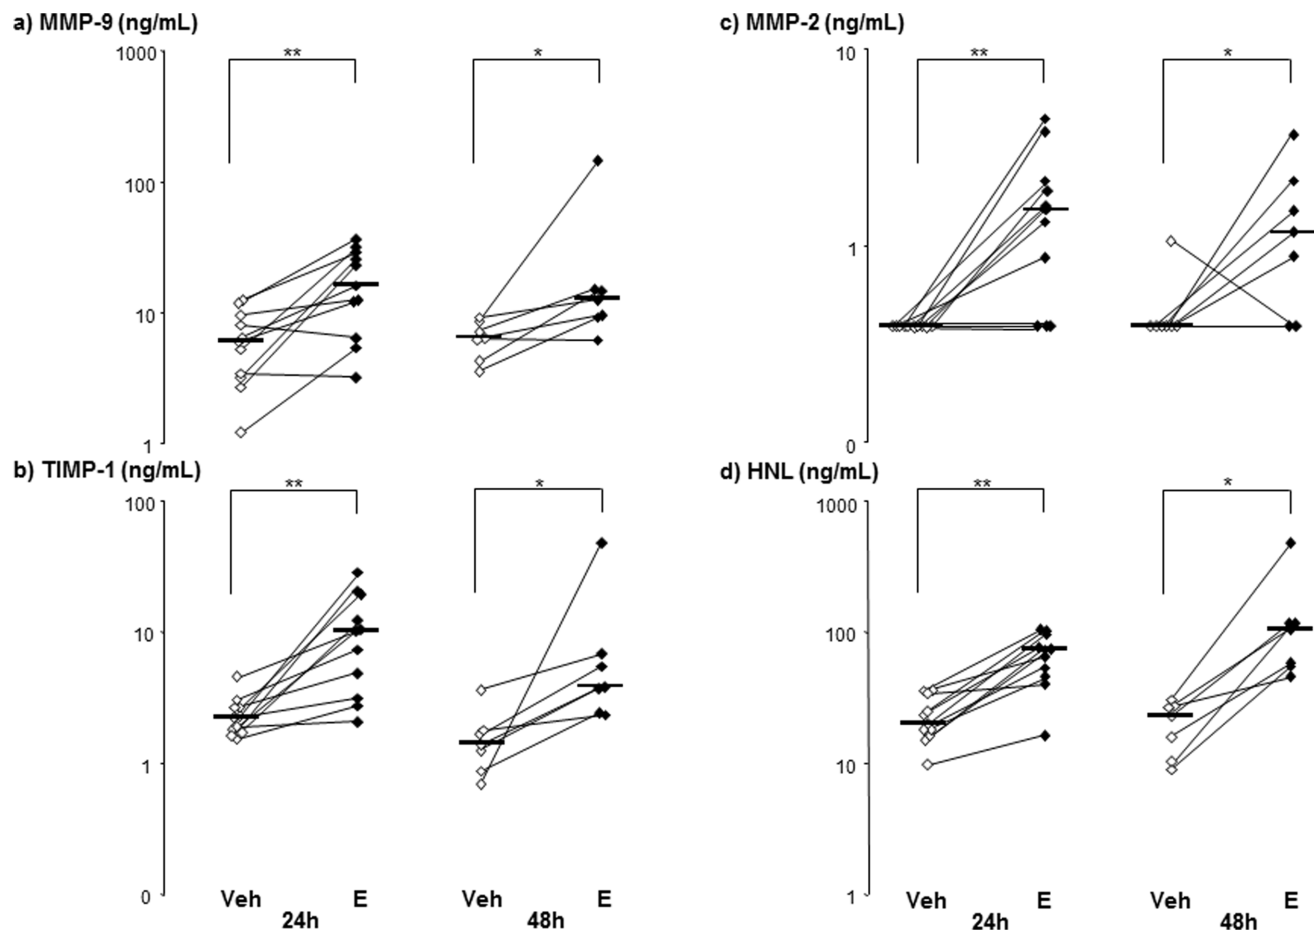 a) MMP-9 (ng/mL)
1000
100
10
1
**
*
c) MMP-2 (ng/mL)
10
1
0
**
*
b) TIMP-1 (ng/mL)
100
10
1
0
**
*
Veh E
24h
Veh E
48h
d) HNL (ng/mL)
1000
100
10
1
**
*
Veh E
24h
Veh E
48h